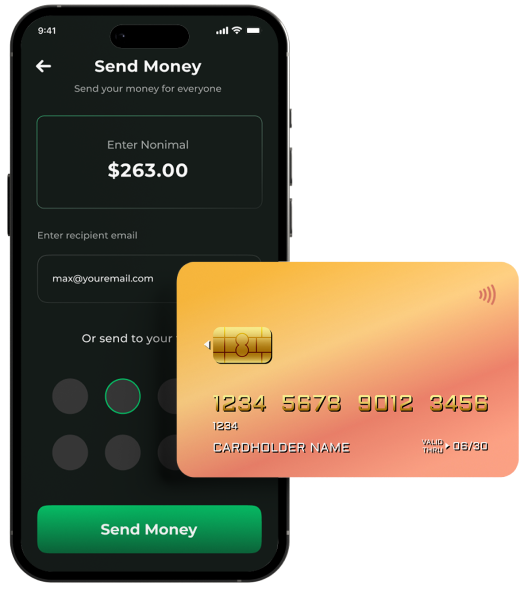 9:41
Send Money
Send your money for everyone
Enter Nonimal
$263.00
Enter recipient email
max@youremail.com
Or send to your
1234 5678 9012 3456
1234
CARDHOLDER NAME
VALID THRU 06/30
Send Money